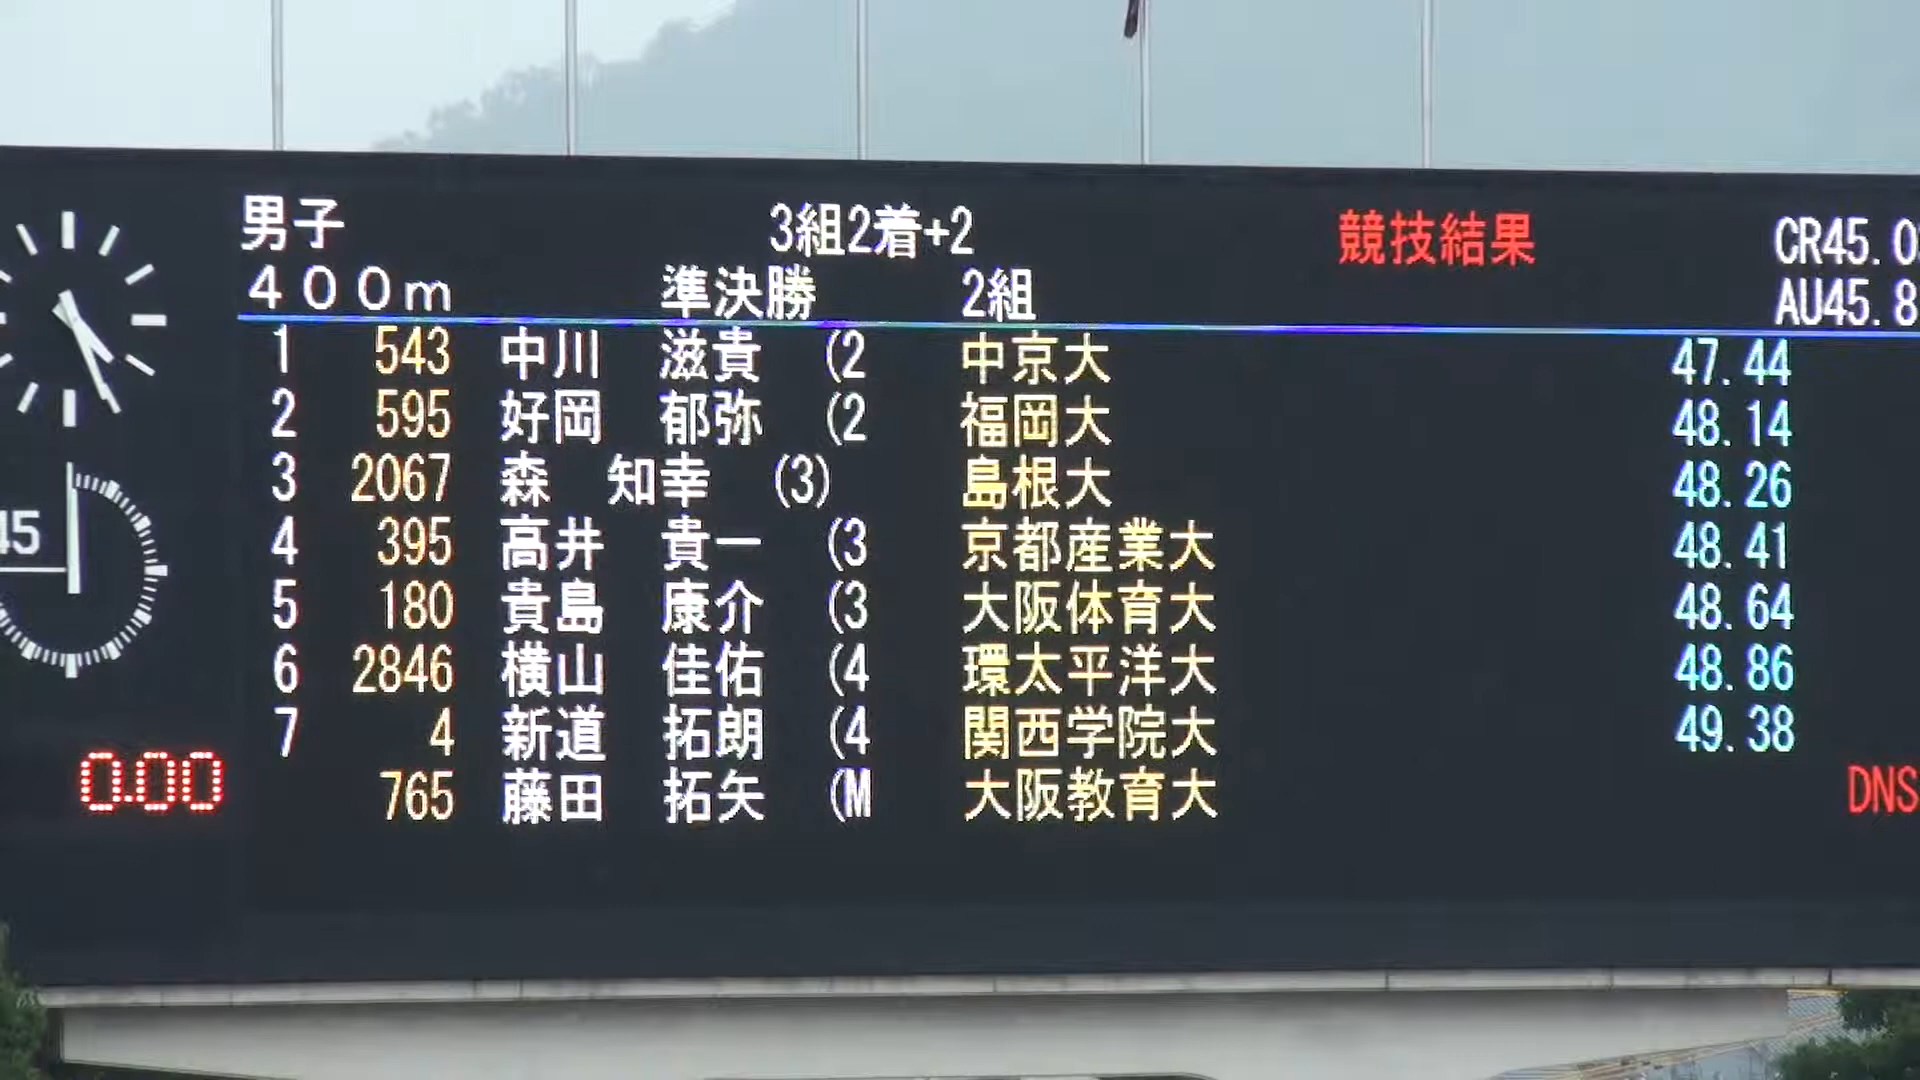 男子 3組2着+2 競技結果 CR45.0
400m 準決勝 2組 AU45.8
1 543 中川 滋貴 (2 中京大 47.44
2 595 好岡 郁弥 (2 福岡大 48.14
3 2067 森 知幸 (3) 島根大 48.26
4 395 高井 貴一 (3 京都産業大 48.41
5 180 貴島 康介 (3 大阪体育大 48.64
6 2846 横山 佳佑 (4 環太平洋大 48.86
7 4 新道 拓朗 (4 関西学院大 49.38
765 藤田 拓矢 (M 大阪教育大 DNS
45
0.00